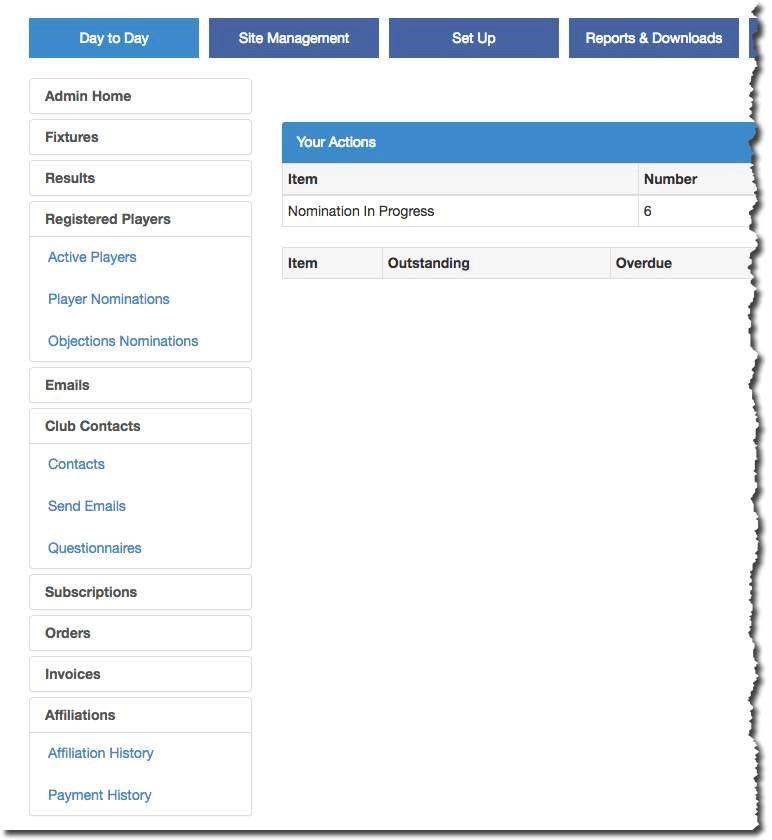 Day to Day
Site Management
Set Up
Reports & Downloads
Admin Home
Fixtures
Results
Registered Players
Active Players
Player Nominations
Objections Nominations
Emails
Club Contacts
Contacts
Send Emails
Questionnaires
Subscriptions
Orders
Invoices
Affiliations
Affiliation History
Payment History
Your Actions
Item Number
Nomination In Progress 6
Item Outstanding Overdue